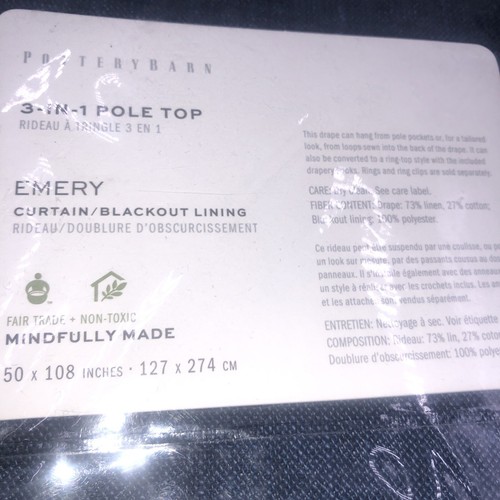 POTTERYBARN
3-IN-1 POLE TOP
RIDEAU À TRINGLE 3 EN 1
EMERY
CURTAIN/BLACKOUT LINING
RIDEAU/DOUBLURE D'OBSCURCISSEMENT
FAIR TRADE + NON-TOXIC
MINDFULLY MADE
50 x 108 INCHES · 127 x 274 CM
This drape can hang from pole pockets or, for a tailored
look, from loops sewn into the back of the drape. It can
also be converted to a ring-top style with the included
drapery hooks. Rings and ring clips are sold separately.
CARE: Dry clean. See care label.
FIBER CONTENT: Drape: 73% linen, 27% cotton;
Blackout lining: 100% polyester.
Ce rideau peut être suspendu par une coulisse, ou po
un look sur mesure, par des passants cousus au dos
panneaux. Il s'installe également avec des anneaux
un style à rénfler avec les crochets inclus. Les an
et les attaches sont vendus séparément.
ENTRETIEN: Nettoyage à sec. Voir étiquette
COMPOSITION: Rideau: 73% lin, 27% coton
Doublure d'obscurcissement: 100% polye